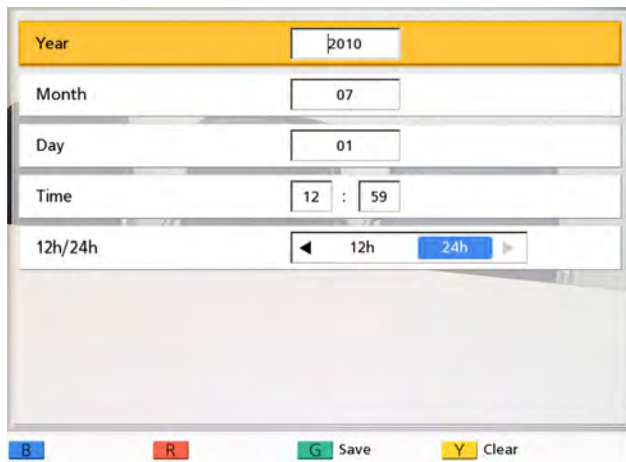 Year 2010
Month 07
Day 01
Time 12 : 59
12h/24h 12h 24h
B R G Save Y Clear